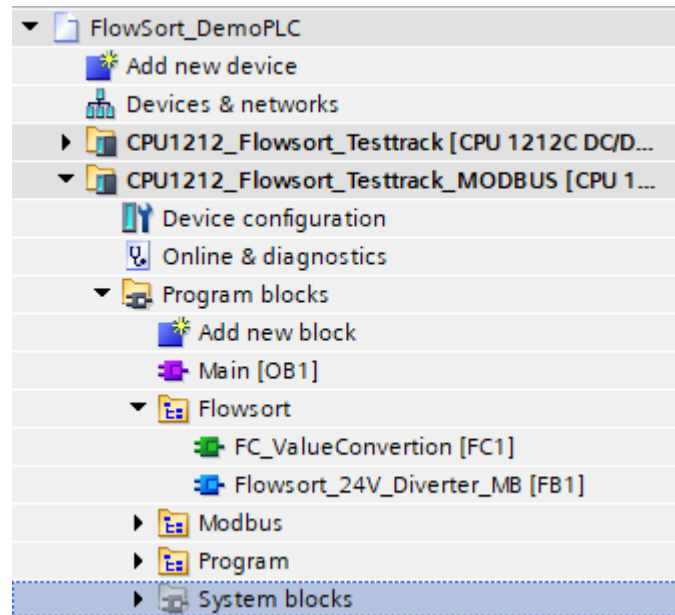 FlowSort_DemoPLC
Add new device
Devices & networks
CPU1212_Flowsort_Testtrack [CPU 1212C DC/D...
CPU1212_Flowsort_Testtrack_MODBUS [CPU 1...
Device configuration
Online & diagnostics
Program blocks
Add new block
Main [OB1]
Flowsort
FC_ValueConvertion [FC1]
Flowsort_24V_Diverter_MB [FB1]
Modbus
Program
System blocks